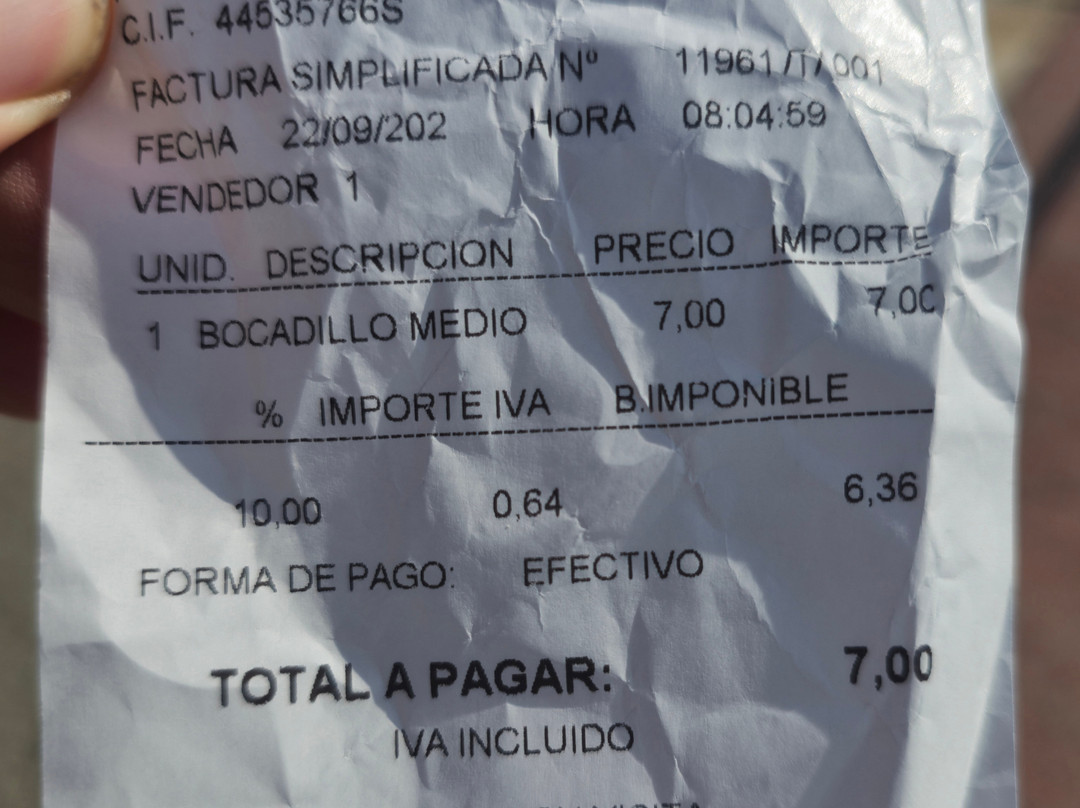 C.I.F. 44535766S
FACTURA SIMPLIFICADA Nº 11961/T/001
FECHA 22/09/202 HORA 08:04:59
VENDEDOR 1
UNID. DESCRIPCION PRECIO IMPORTE
1 BOCADILLO MEDIO 7,00 7,00
% IMPORTE IVA B.IMPONIBLE
10,00 0,64 6,36
FORMA DE PAGO: EFECTIVO
TOTAL A PAGAR: 7,00
IVA INCLUIDO